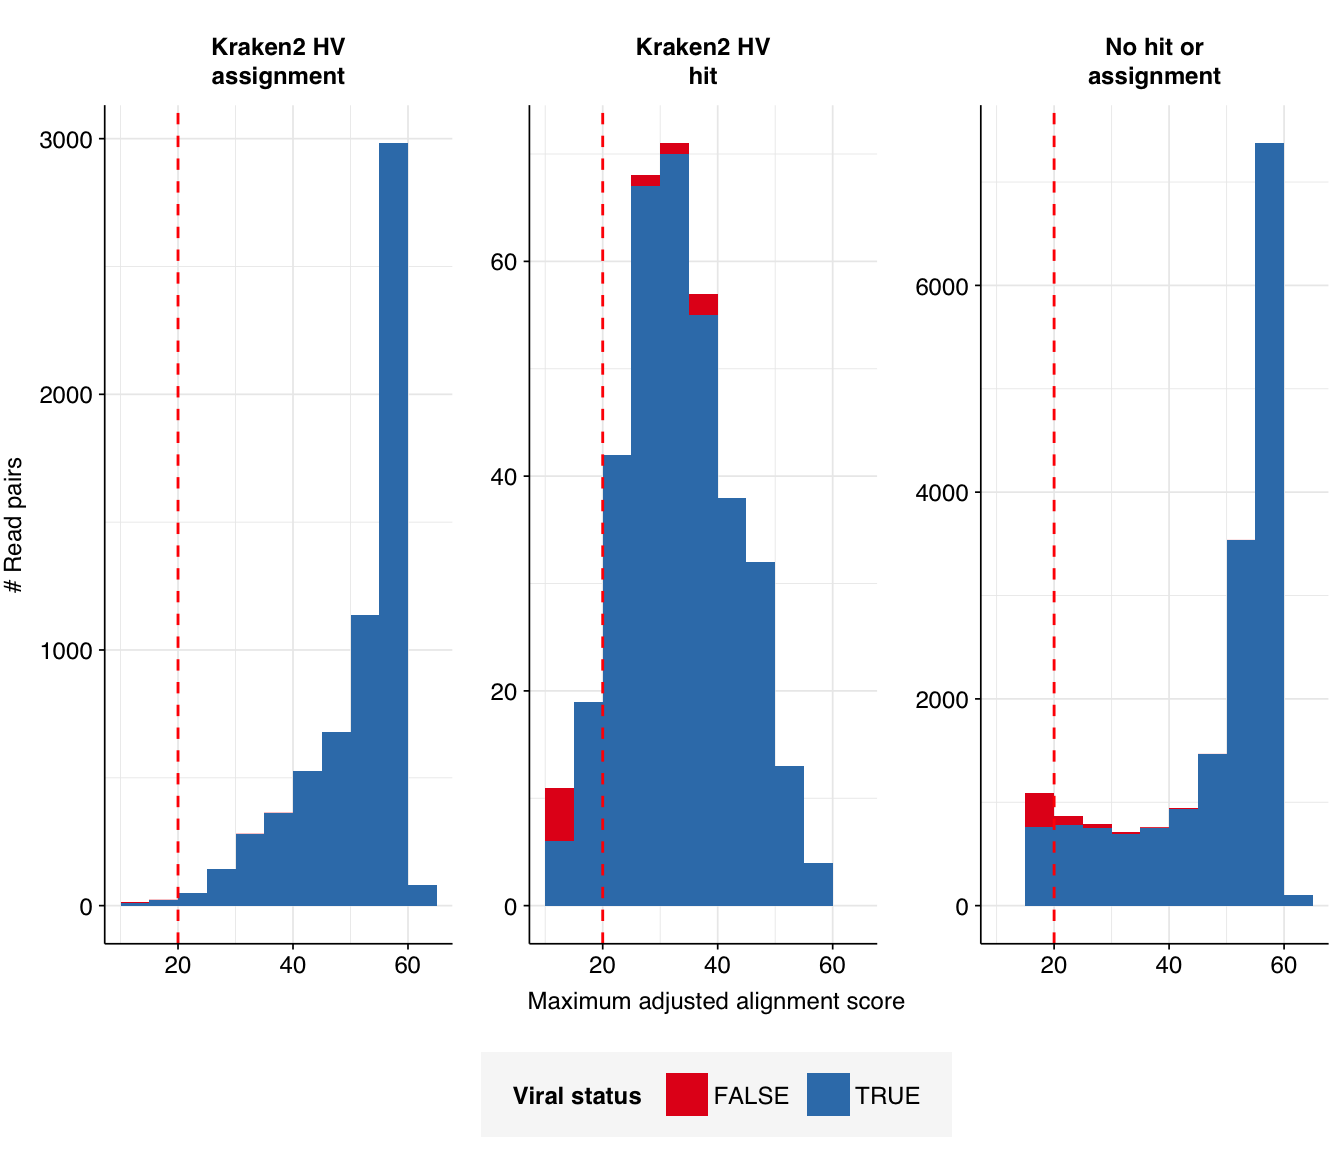 Kraken2 HV
assignment
Kraken2 HV
hit
No hit or
assignment
# Read pairs
3000
2000
1000
0
60
40
20
0
6000
4000
2000
0
20 40 60
20 40 60
20 40 60
Maximum adjusted alignment score
Viral status FALSE TRUE